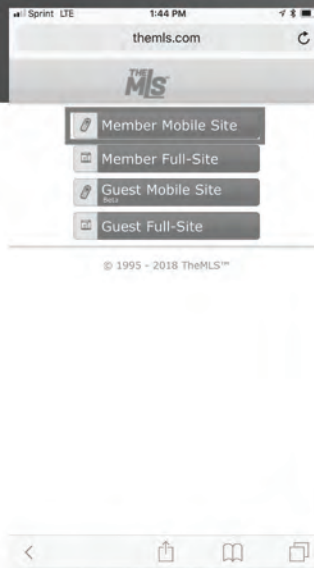 Sprint LTE 1:44 PM
themls.com
THE
MLS
Member Mobile Site
Member Full-Site
Guest Mobile Site
Beta
Guest Full-Site
© 1995 - 2018 TheMLS™